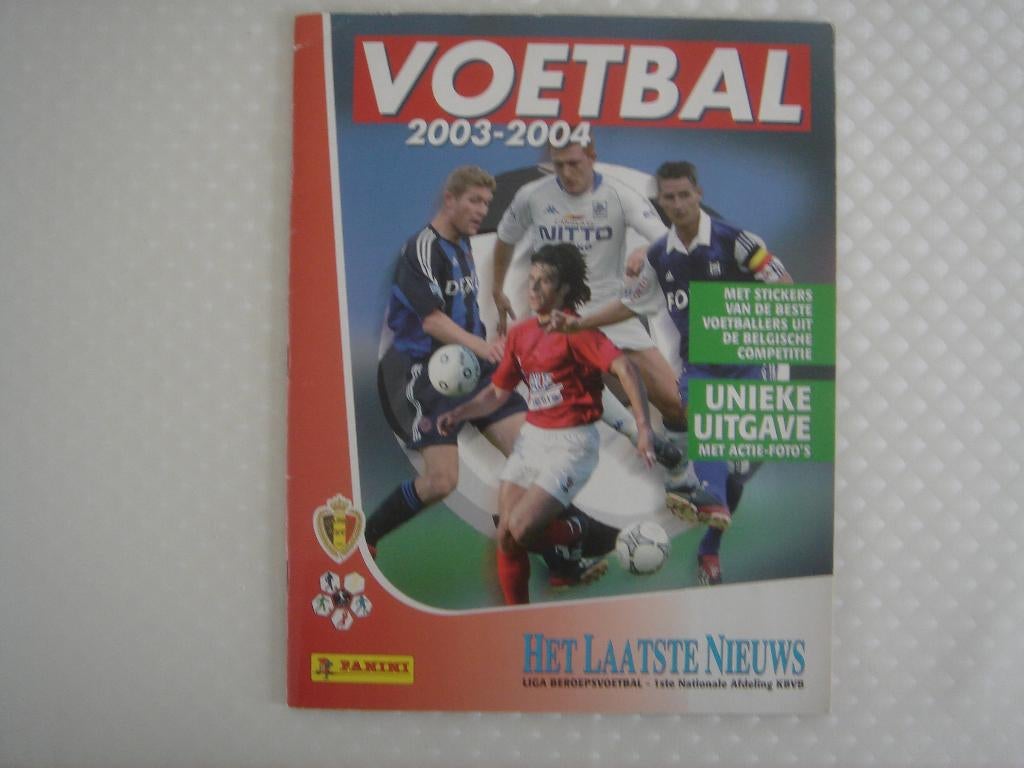 VOETBAL
2003-2004
NITTO
MET STICKERS
VAN DE BESTE
VOETBALLERS UIT
DE BELGISCHE
COMPETITIE
UNIEKE
UITGAVE
MET ACTIE-FOTO'S
PANINI
HET LAATSTE NIEUWS
LIGA BEROEPSVOETBAL - 1ste Nationale Afdeling KBVB